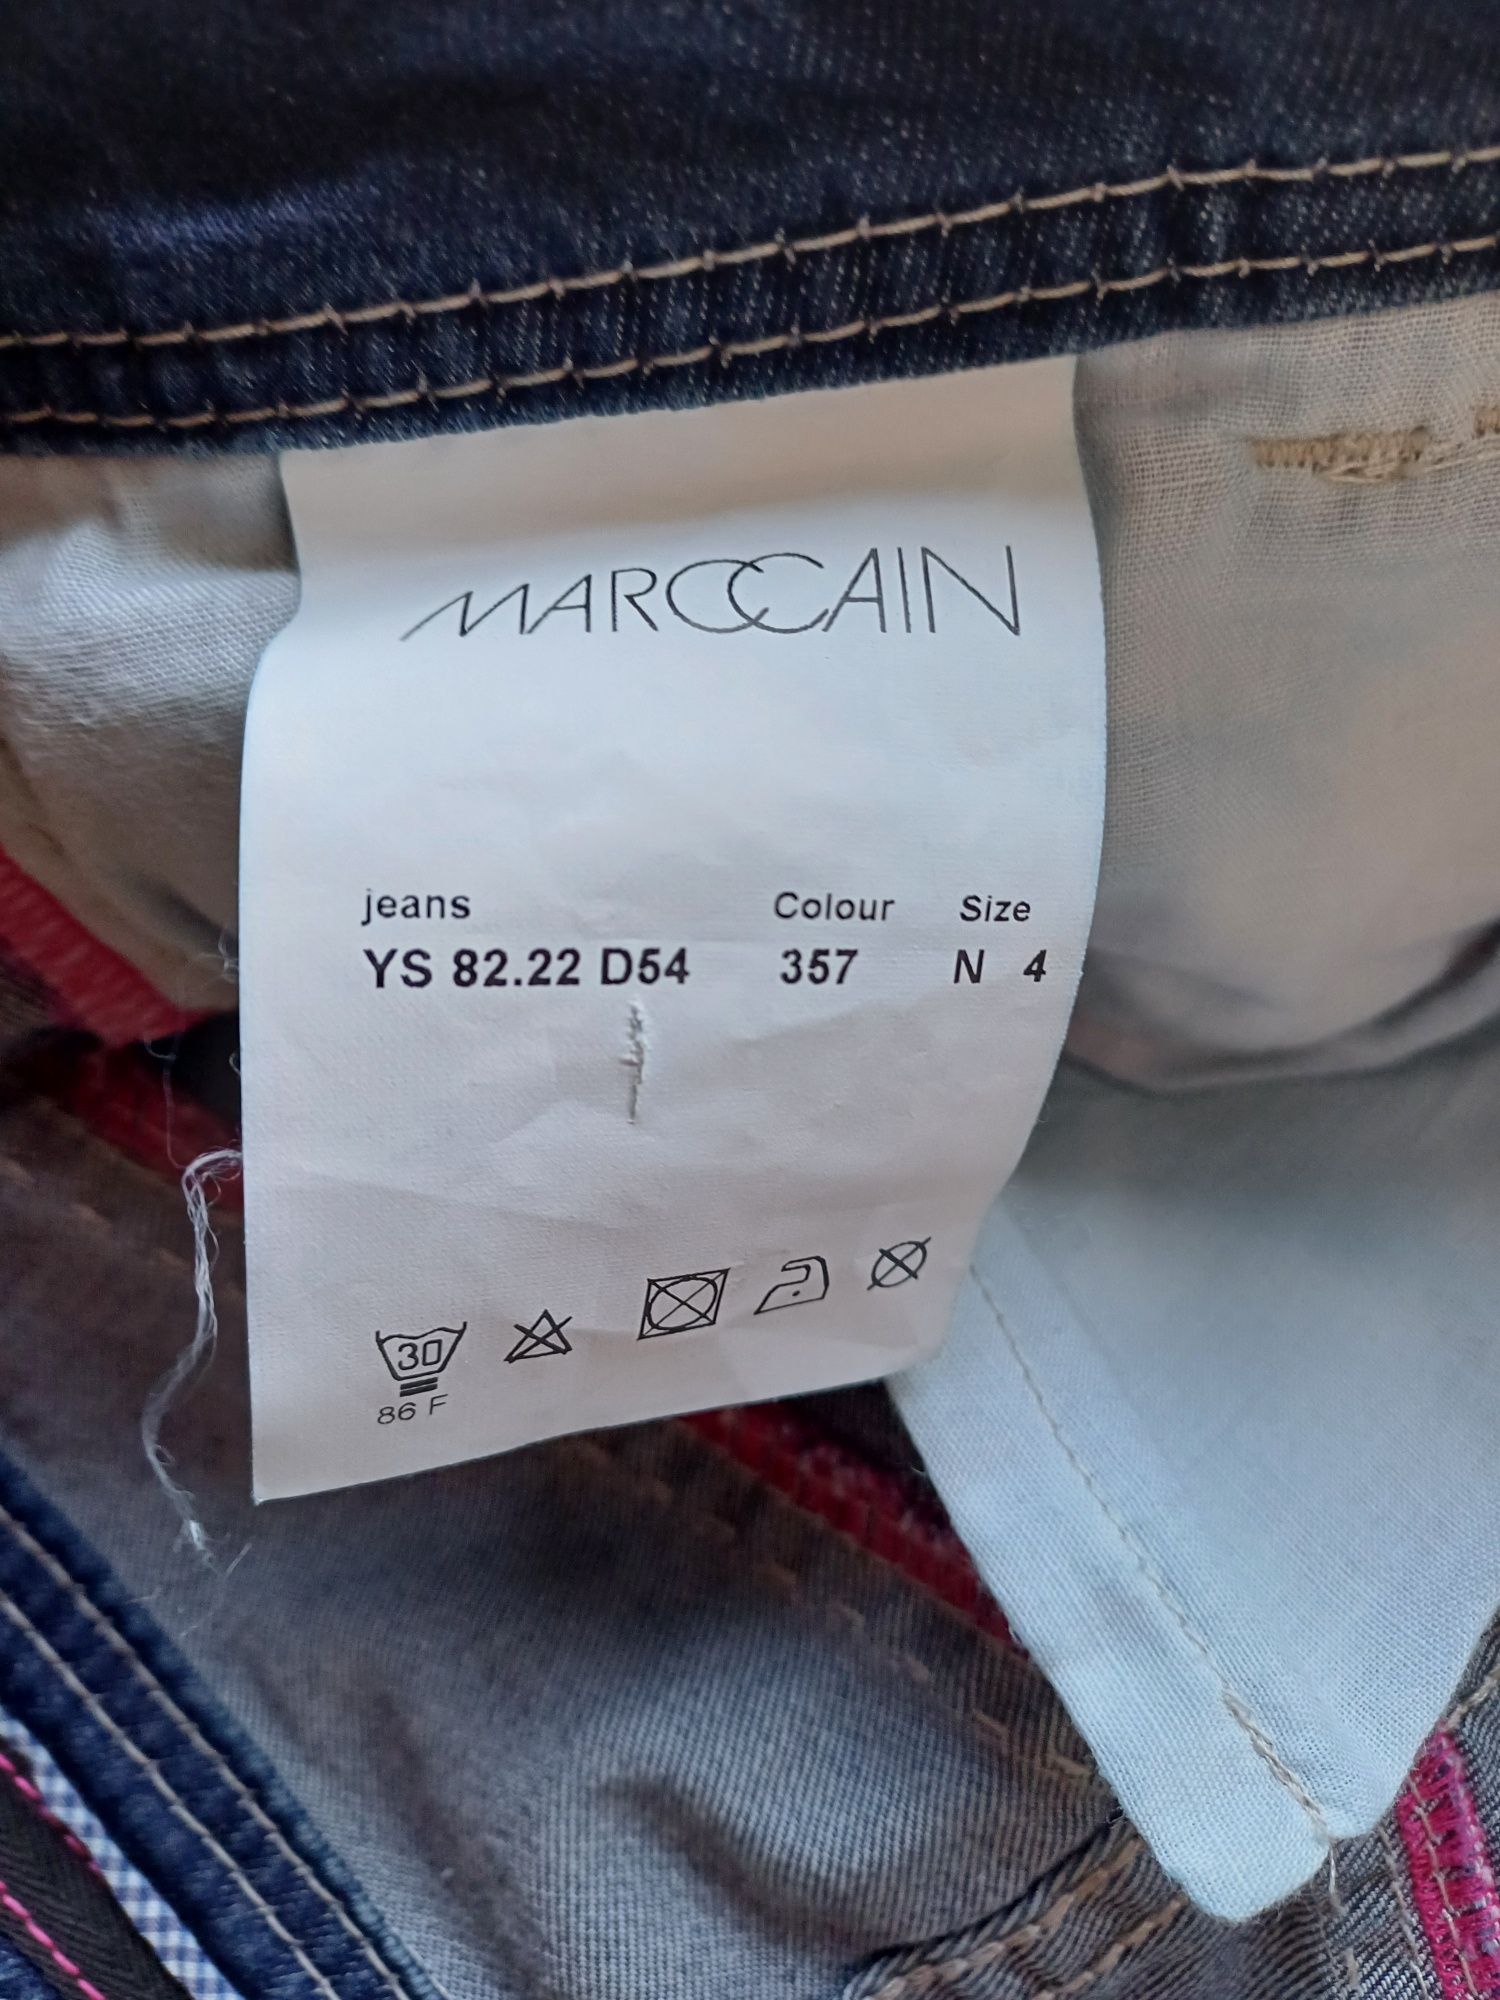 MARCCAIN
jeans Colour Size
YS 82.22 D54 357 N 4
30
86 F